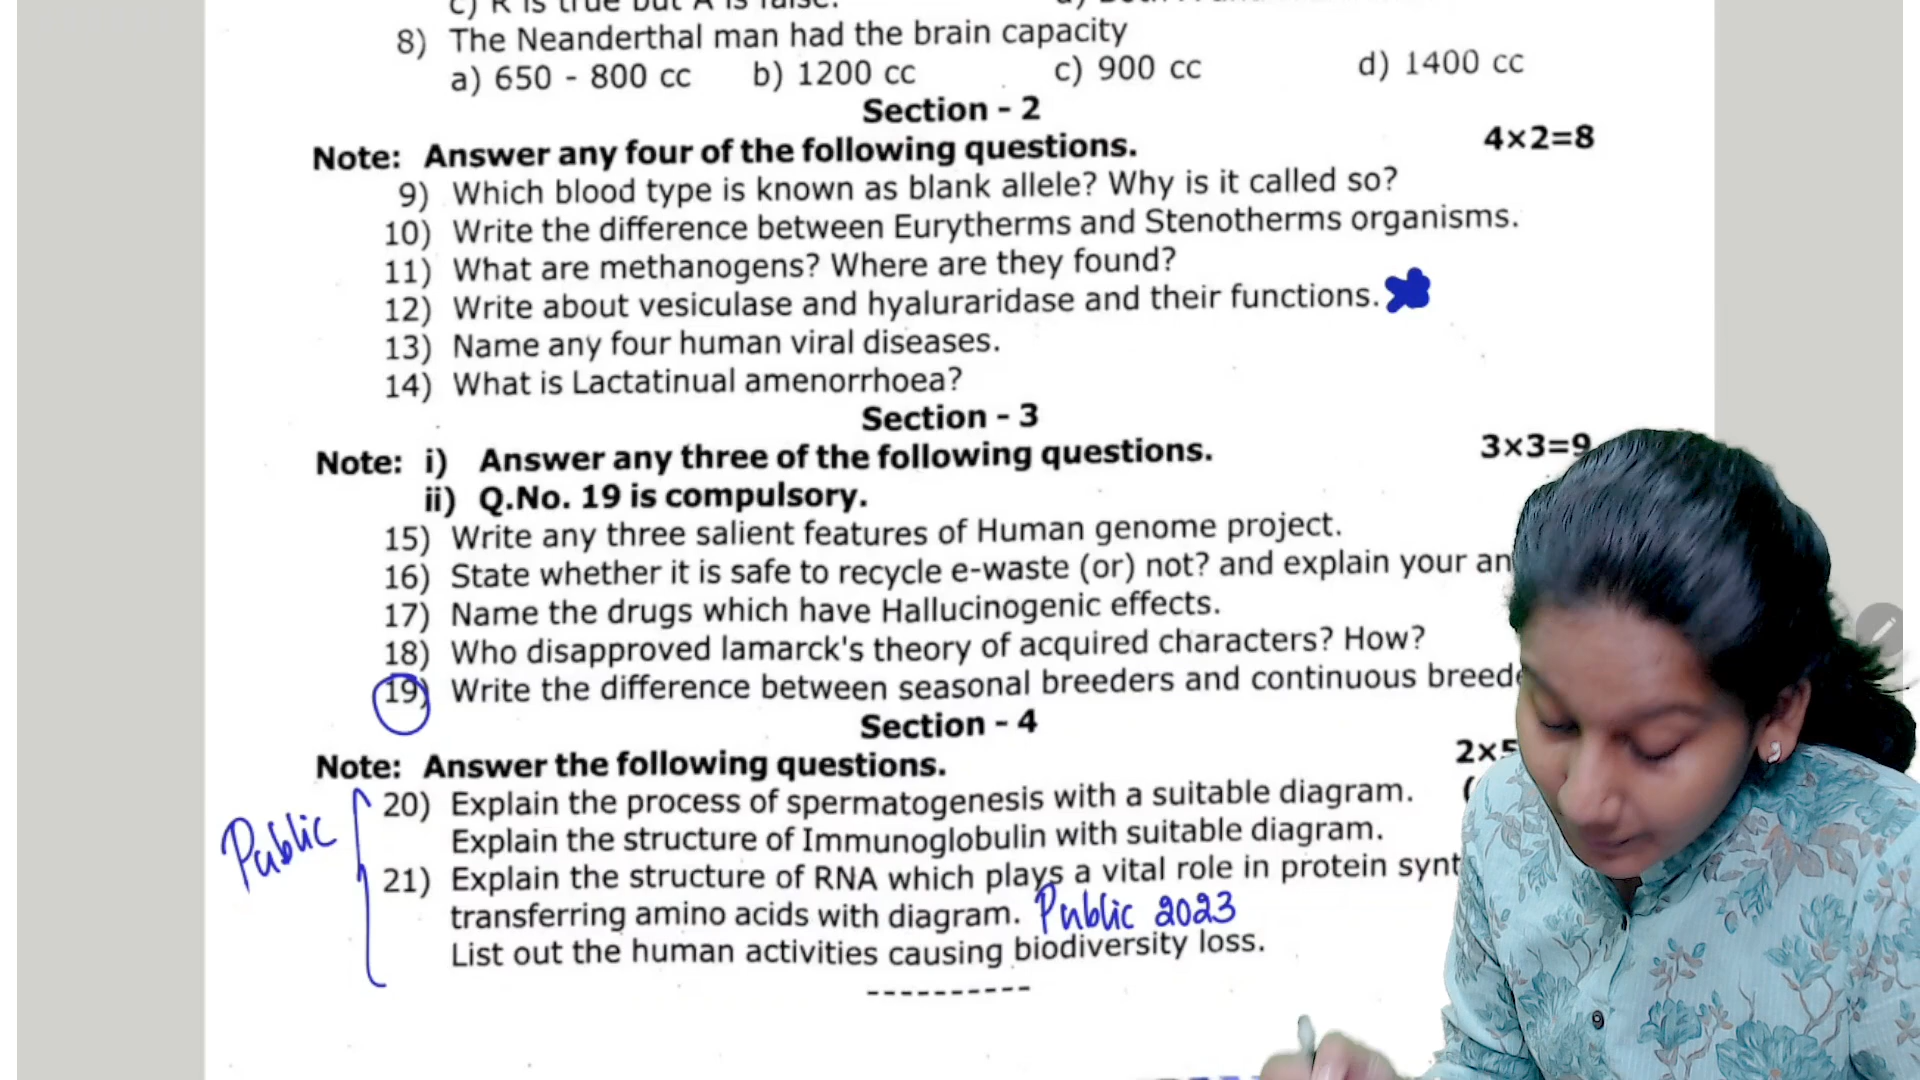 c) R is true but A is false.
8) The Neanderthal man had the brain capacity
a) 650 - 800 cc b) 1200 cc c) 900 cc d) 1400 cc
Section - 2
Note: Answer any four of the following questions. 4×2=8
9) Which blood type is known as blank allele? Why is it called so?
10) Write the difference between Eurytherms and Stenotherms organisms.
11) What are methanogens? Where are they found?
12) Write about vesiculase and hyaluraridase and their functions.
13) Name any four human viral diseases.
14) What is Lactatinual amenorrhoea?
Section - 3
Note: i) Answer any three of the following questions. 3×3=9
ii) Q.No. 19 is compulsory.
15) Write any three salient features of Human genome project.
16) State whether it is safe to recycle e-waste (or) not? and explain your an
17) Name the drugs which have Hallucinogenic effects.
18) Who disapproved lamarck's theory of acquired characters? How?
19) Write the difference between seasonal breeders and continuous breede
Section - 4
Note: Answer the following questions. 2×5
Public
20) Explain the process of spermatogenesis with a suitable diagram.
Explain the structure of Immunoglobulin with suitable diagram.
21) Explain the structure of RNA which plays a vital role in protein synt
transferring amino acids with diagram. Public 2023
List out the human activities causing biodiversity loss.